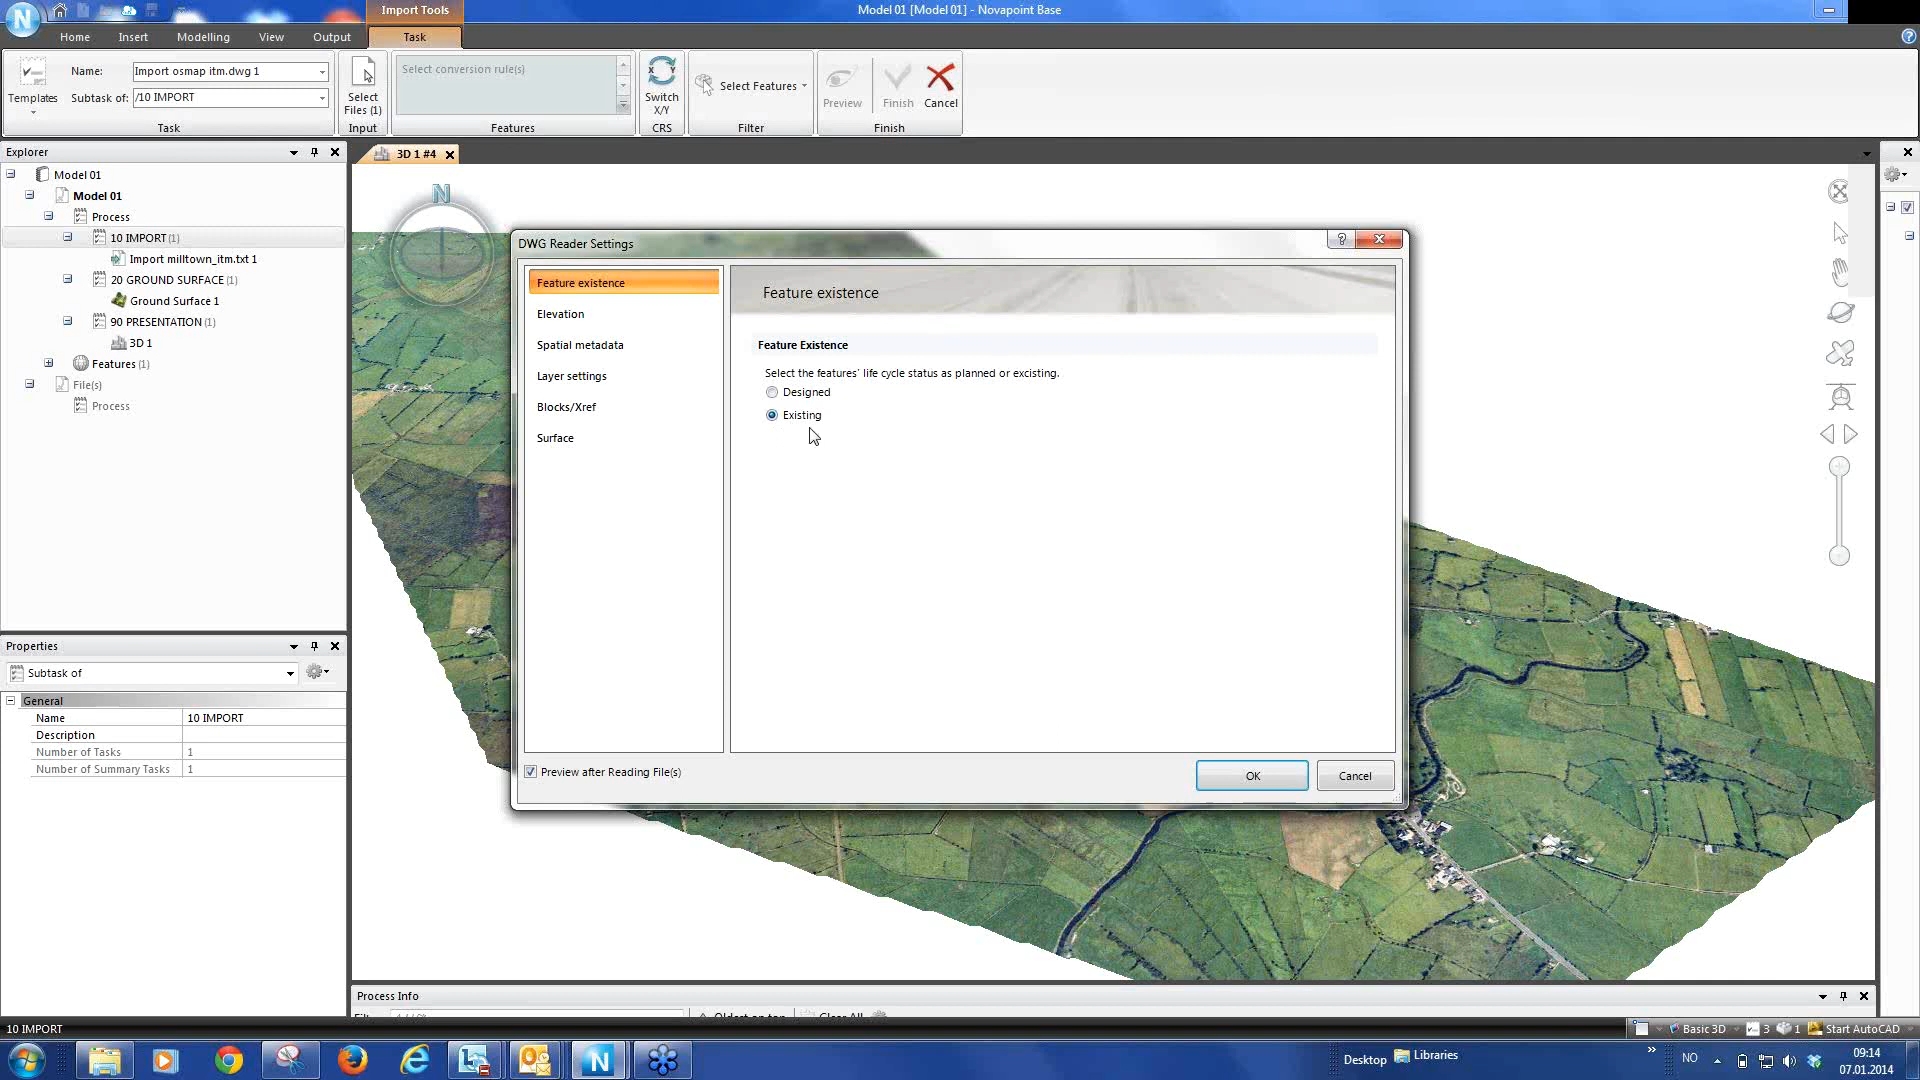 Import Tools
Model 01 [Model 01] - Novapoint Base
Home Insert Modelling View Output Task
Templates
Name: Import osmap itm.dwg 1
Subtask of: /10 IMPORT
Task
Select Files (1)
Input
Select conversion rule(s)
Features
Switch X/Y
CRS
Select Features
Filter
Preview Finish Cancel
Finish
Explorer
3D 1 #4
Model 01
Model 01
Process
10 IMPORT (1)
Import milltown_itm.txt 1
20 GROUND SURFACE (1)
Ground Surface 1
90 PRESENTATION (1)
3D 1
Features (1)
File(s)
Process
N
DWG Reader Settings
Feature existence
Elevation
Spatial metadata
Layer settings
Blocks/Xref
Surface
Feature existence
Feature Existence
Select the features' life cycle status as planned or excisting.
Designed
Existing
Preview after Reading File(s)
OK Cancel
Properties
Subtask of
General
Name 10 IMPORT
Description
Number of Tasks 1
Number of Summary Tasks 1
Process Info
Oldest on top Clear All
10 IMPORT
Basic 3D 3 1 Start AutoCAD
Desktop Libraries
NO
09:14
07.01.2014